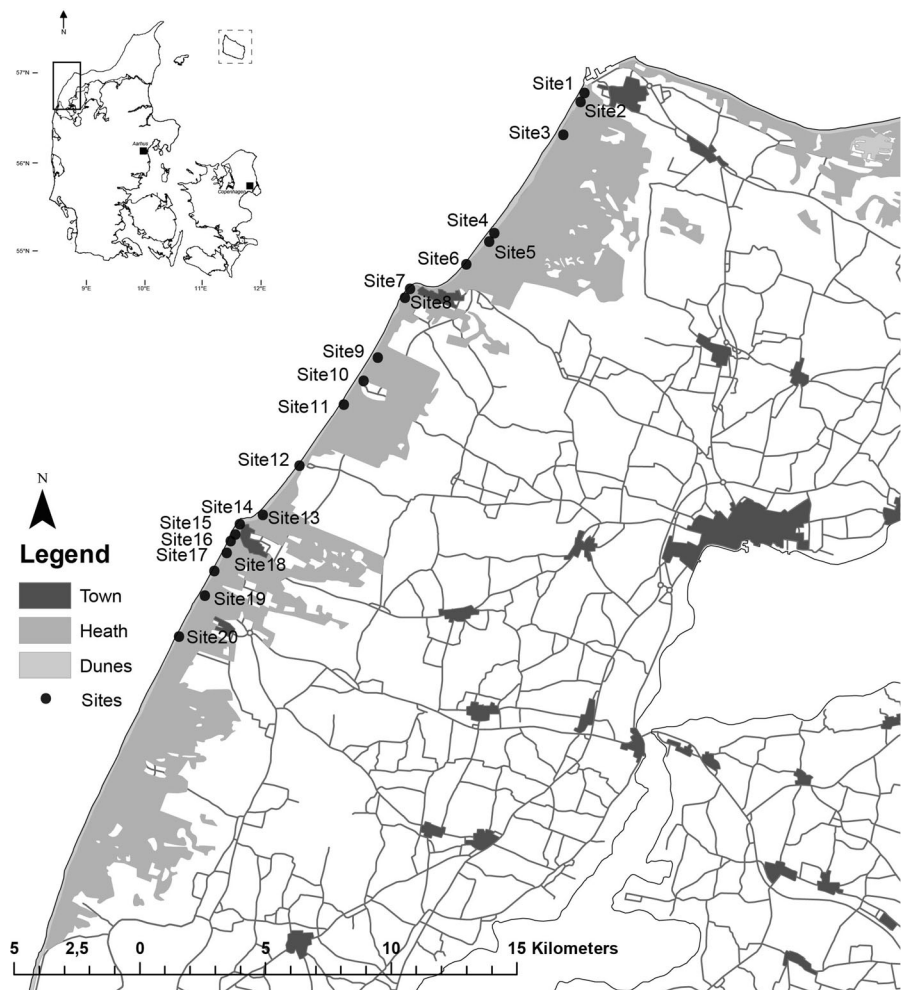 N
57°N
56°N
55°N
Aarhus
Copenhagen
9°E 10°E 11°E 12°E
Site1
Site2
Site3
Site4
Site5
Site6
Site7
Site8
Site9
Site10
Site11
Site12
Site14
Site13
Site15
Site16
Site17
Site18
Site19
Site20
N
Legend
Town
Heath
Dunes
Sites
5 2,5 0 5 10 15 Kilometers